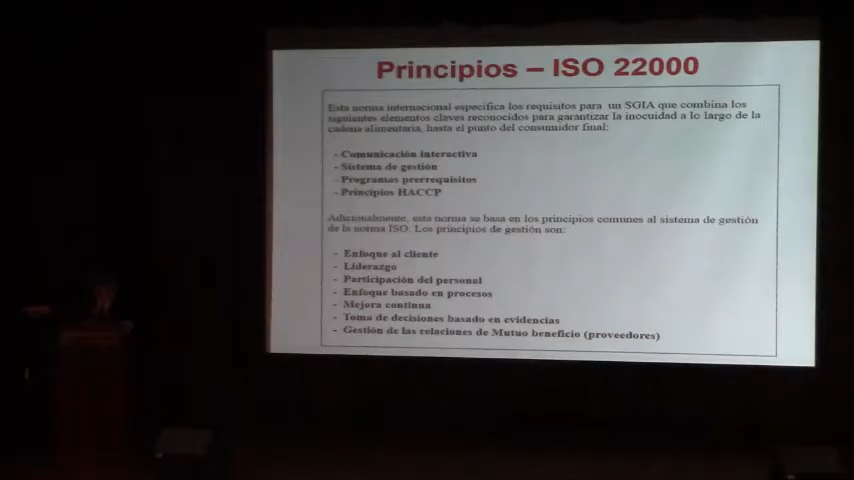 Principios – ISO 22000
Esta norma internacional especifica los requisitos para un SGIA que combina los
siguientes elementos claves reconocidos para garantizar la inocuidad a lo largo de la
cadena alimentaria, hasta el punto del consumidor final:
- Comunicación interactiva
- Sistema de gestión
- Programas prerrequisitos
- Principios HACCP
Adicionalmente, esta norma se basa en los principios comunes al sistema de gestión
de la norma ISO. Los principios de gestión son:
- Enfoque al cliente
- Liderazgo
- Participación del personal
- Enfoque basado en procesos
- Mejora continua
- Toma de decisiones basado en evidencias
- Gestión de las relaciones de Mutuo beneficio (proveedores)